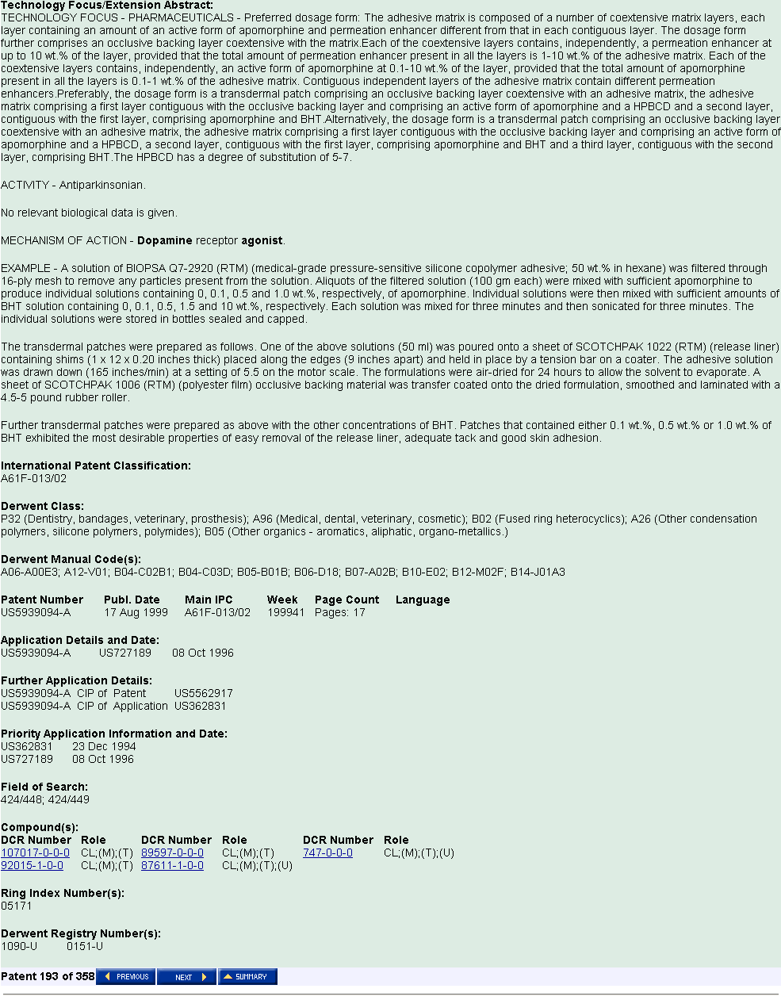 Technology Focus/Extension Abstract:
TECHNOLOGY FOCUS - PHARMACEUTICALS - Preferred dosage form: The adhesive matrix is composed of a number of coextensive matrix layers, each
layer containing an amount of an active form of apomorphine and permeation enhancer different from that in each contiguous layer. The dosage form
further comprises an occlusive backing layer coextensive with the matrix.Each of the coextensive layers contains, independently, a permeation enhancer at
up to 10 wt.% of the layer, provided that the total amount of permeation enhancer present in all the layers is 1-10 wt.% of the adhesive matrix. Each of the
coextensive layers contains, independently, an active form of apomorphine at 0.1-10 wt.% of the layer, provided that the total amount of apomorphine
present in all the layers is 0.1-1 wt.% of the adhesive matrix. Contiguous independent layers of the adhesive matrix contain different permeation
enhancers.Preferably, the dosage form is a transdermal patch comprising an occlusive backing layer coextensive with an adhesive matrix, the adhesive
matrix comprising a first layer contiguous with the occlusive backing layer and comprising an active form of apomorphine and a HPBCD and a second layer,
contiguous with the first layer, comprising apomorphine and BHT.Alternatively, the dosage form is a transdermal patch comprising an occlusive backing layer
coextensive with an adhesive matrix, the adhesive matrix comprising a first layer contiguous with the occlusive backing layer and comprising an active form of
apomorphine and a HPBCD, a second layer, contiguous with the first layer, comprising apomorphine and BHT and a third layer, contiguous with the second
layer, comprising BHT.The HPBCD has a degree of substitution of 5-7.
ACTIVITY - Antiparkinsonian.
No relevant biological data is given.
MECHANISM OF ACTION - Dopamine receptor agonist.
EXAMPLE - A solution of BIOPSA Q7-2920 (RTM) (medical-grade pressure-sensitive silicone copolymer adhesive; 50 wt.% in hexane) was filtered through
16-ply mesh to remove any particles present from the solution. Aliquots of the filtered solution (100 gm each) were mixed with sufficient apomorphine to
produce individual solutions containing 0, 0.1, 0.5 and 1.0 wt.%, respectively, of apomorphine. Individual solutions were then mixed with sufficient amounts of
BHT solution containing 0, 0.1, 0.5, 1.5 and 10 wt.%, respectively. Each solution was mixed for three minutes and then sonicated for three minutes. The
individual solutions were stored in bottles sealed and capped.
The transdermal patches were prepared as follows. One of the above solutions (50 ml) was poured onto a sheet of SCOTCHPAK 1022 (RTM) (release liner)
containing shims (1 x 12 x 0.20 inches thick) placed along the edges (9 inches apart) and held in place by a tension bar on a coater. The adhesive solution
was drawn down (165 inches/min) at a setting of 5.5 on the motor scale. The formulations were air-dried for 24 hours to allow the solvent to evaporate. A
sheet of SCOTCHPAK 1006 (RTM) (polyester film) occlusive backing material was transfer coated onto the dried formulation, smoothed and laminated with a
4.5-5 pound rubber roller.
Further transdermal patches were prepared as above with the other concentrations of BHT. Patches that contained either 0.1 wt.%, 0.5 wt.% or 1.0 wt.% of
BHT exhibited the most desirable properties of easy removal of the release liner, adequate tack and good skin adhesion.
International Patent Classification:
A61F-013/02
Derwent Class:
P32 (Dentistry, bandages, veterinary, prosthesis); A96 (Medical, dental, veterinary, cosmetic); B02 (Fused ring heterocyclics); A26 (Other condensation
polymers, silicone polymers, polymides); B05 (Other organics - aromatics, aliphatic, organo-metallics.)
Derwent Manual Code(s):
A06-A00E3; A12-V01; B04-C02B1; B04-C03D; B05-B01B; B06-D18; B07-A02B; B10-E02; B12-M02F; B14-J01A3
Patent Number Publ. Date Main IPC Week Page Count Language
US5939094-A 17 Aug 1999 A61F-013/02 199941 Pages: 17
Application Details and Date:
US5939094-A US727189 08 Oct 1996
Further Application Details:
US5939094-A CIP of Patent US5562917
US5939094-A CIP of Application US362831
Priority Application Information and Date:
US362831 23 Dec 1994
US727189 08 Oct 1996
Field of Search:
424/448; 424/449
Compound(s):
DCR Number Role DCR Number Role DCR Number Role
107017-0-0-0 CL;(M);(T) 89597-0-0-0 CL;(M);(T) 747-0-0-0 CL;(M);(T);(U)
92015-1-0-0 CL;(M);(T) 87611-1-0-0 CL;(M);(T);(U)
Ring Index Number(s):
05171
Derwent Registry Number(s):
1090-U 0151-U
Patent 193 of 358 PREVIOUS NEXT SUMMARY